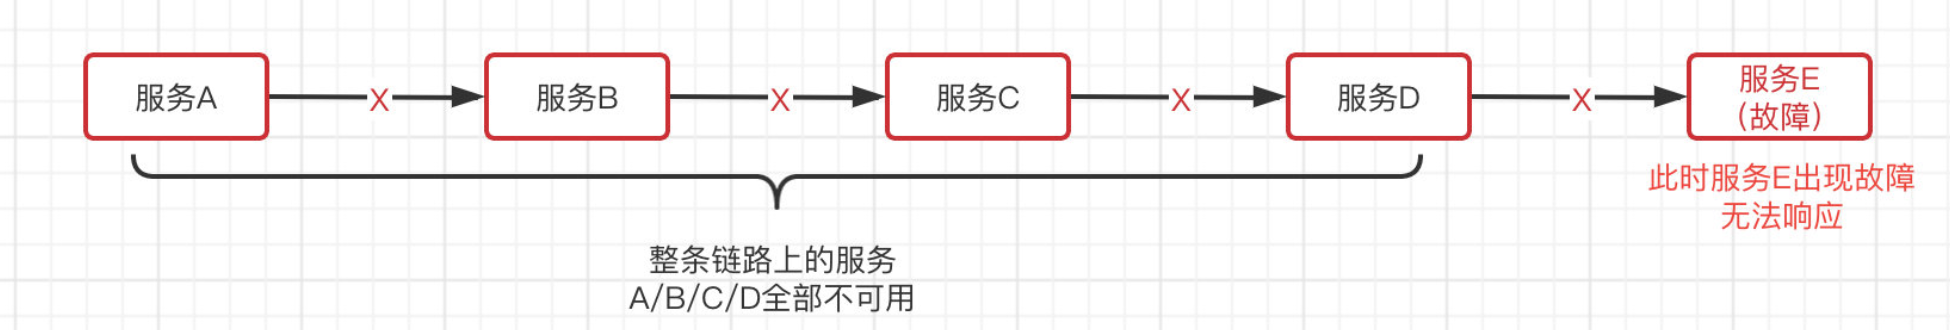 服务A
X
服务B
X
服务C
X
服务D
X
服务E
(故障)
此时服务E出现故障
无法响应
整条链路上的服务
A/B/C/D全部不可用